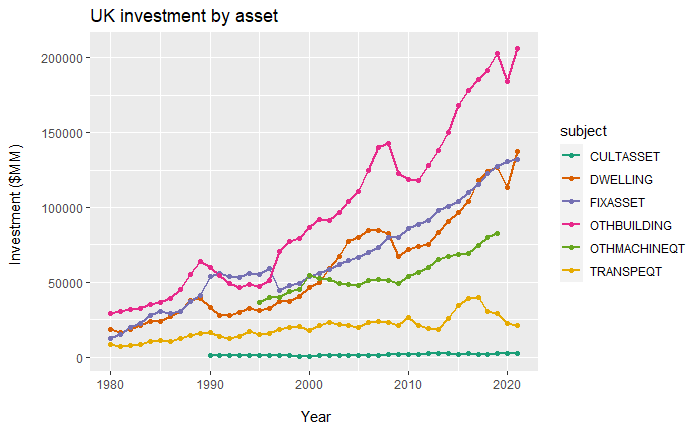 UK investment by asset
Investment ($MM)
200000
150000
100000
50000
0
1980
1990
2000
2010
2020
Year
subject
CULTASSET
DWELLING
FIXASSET
OTHBUILDING
OTHMACHINEQT
TRANSPEQT